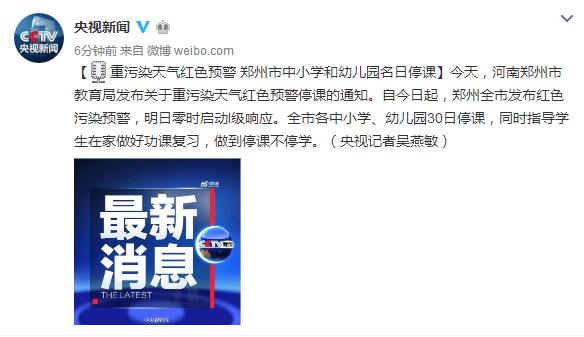 CCTV
央视新闻
央视新闻
6分钟前 来自 微博 weibo.com
【重污染天气红色预警 郑州市中小学和幼儿园名日停课】今天，河南郑州市
教育局发布关于重污染天气红色预警停课的通知。自今日起，郑州全市发布红色
污染预警，明日零时启动I级响应。全市各中小学、幼儿园30日停课，同时指导学
生在家做好功课复习，做到停课不停学。（央视记者吴燕敏）
最新
CCTV
消息
THE LATEST